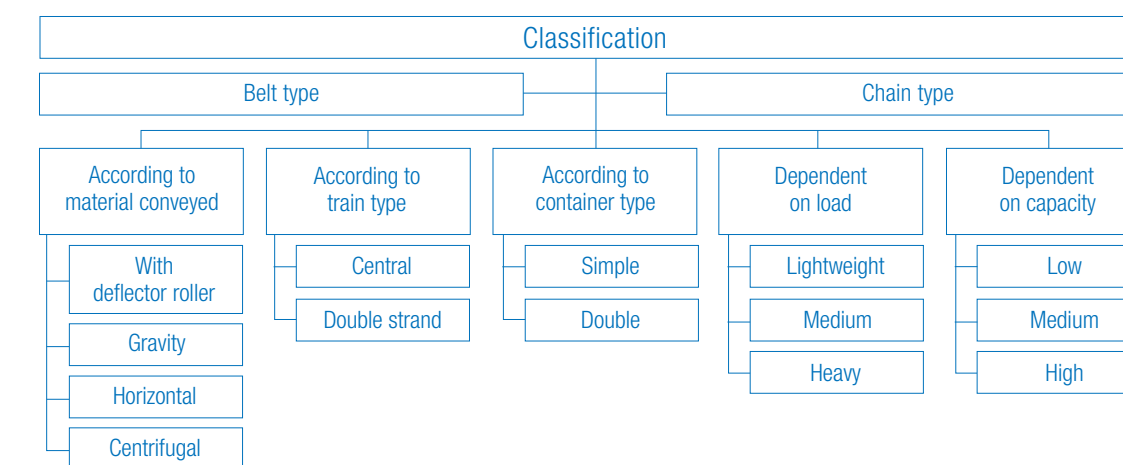 Classification
Belt type
Chain type
According to
material conveyed
According to
train type
According to
container type
Dependent
on load
Dependent
on capacity
With
deflector roller
Gravity
Horizontal
Centrifugal
Central
Double strand
Simple
Double
Lightweight
Medium
Heavy
Low
Medium
High